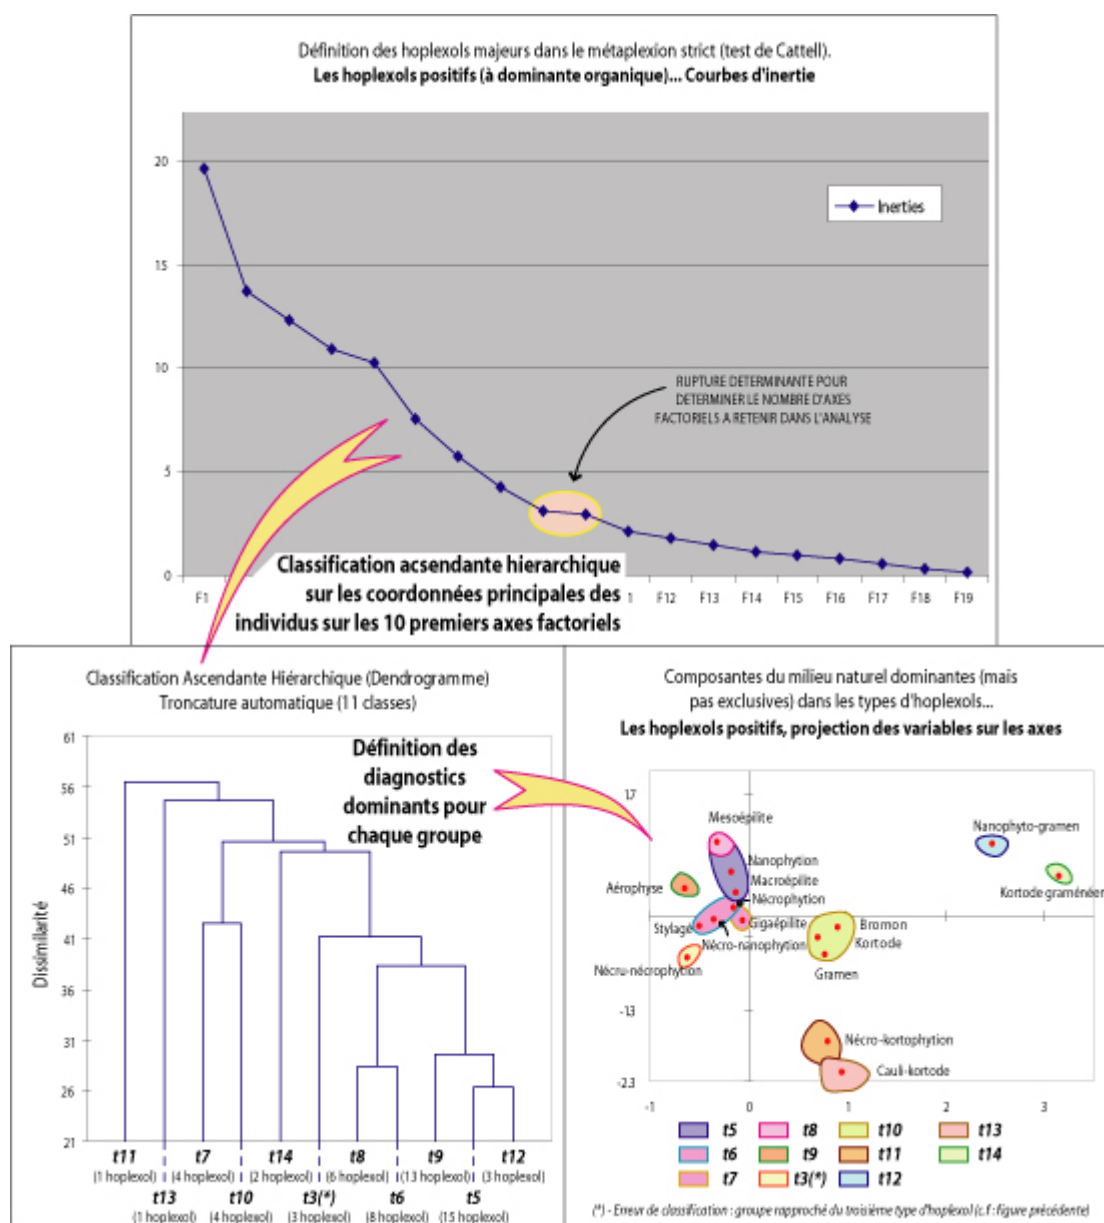 Définition des hoplexols majeurs dans le métaplexion strict (test de Cattell).
Les hoplexols positifs (à dominante organique)... Courbes d'inertie
20
15
10
5
0
Inerties
RUPTURE DETERMINANTE POUR
DETERMINER LE NOMBRE D'AXES
FACTORIELS A RETENIR DANS L'ANALYSE
F1
1 F12 F13 F14 F15 F16 F17 F18 F19
Classification acsendante hierarchique
sur les coordonnées principales des
individus sur les 10 premiers axes factoriels
Classification Ascendante Hiérarchique (Dendrogramme)
Troncature automatique (11 classes)
Définition des
diagnostics
dominants pour
chaque groupe
Dissimilarité
61
56
51
46
41
36
31
26
21
t11 t7 t14 t8 t9 t12
(1 hoplexol) (4 hoplexol) (2 hoplexol) (6 hoplexol) (13 hoplexol) (3 hoplexol)
t13 t10 t3(*) t6 t5
(1 hoplexol) (4 hoplexol) (3 hoplexol) (8 hoplexol) (15 hoplexol)
Composantes du milieu naturel dominantes (mais
pas exclusives) dans les types d'hoplexols...
Les hoplexols positifs, projection des variables sur les axes
1.7
-1.3
-2.3
-1 0 1 3
Mesoépilite
Nanophyto-gramen
Nanophytion
Macroépilite
Aérophyse
Nécrophytion
Kortode graménéen
Stylagé
Gigaépilite
Bromon
Nécro-nanophytion
Kortode
Nécru-nécrophytion
Gramen
Nécro-kortophytion
Cauli-kortode
t5 t8 t10 t13
t6 t9 t11 t14
t7 t3(*) t12
(*) - Erreur de classification : groupe rapproché du troisième type d'hoplexol (c.f : figure précédente)